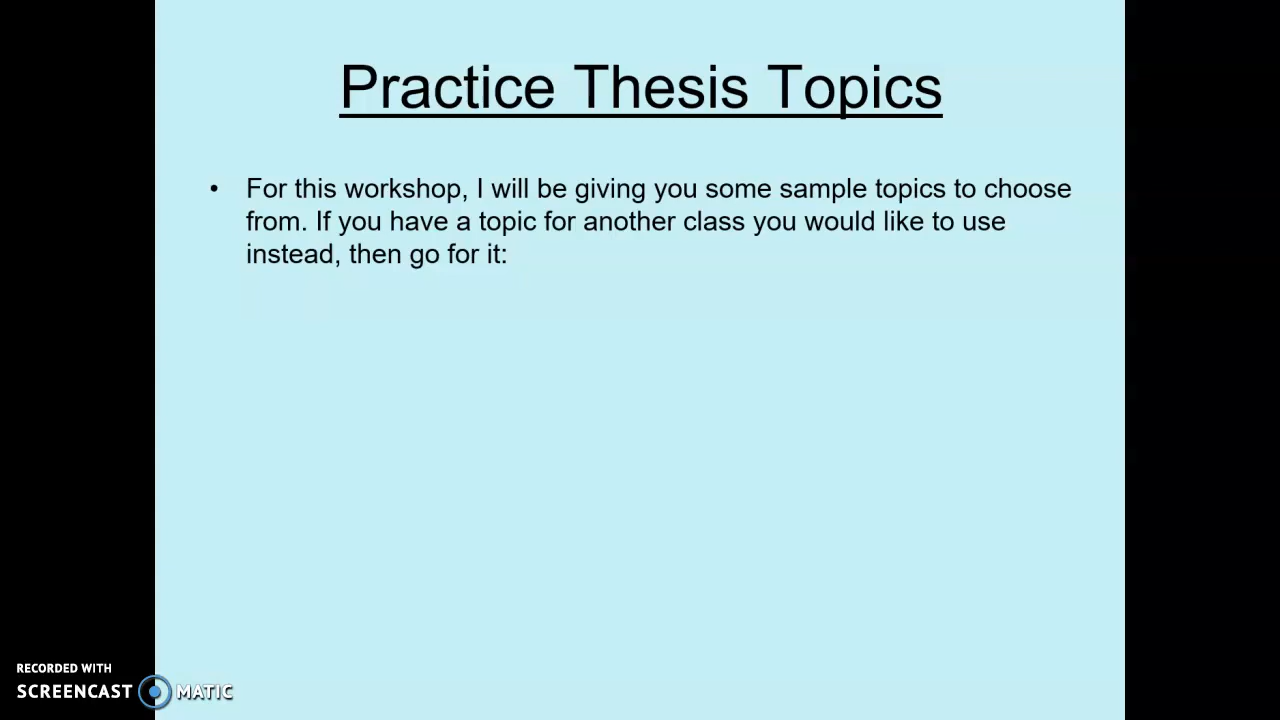 Practice Thesis Topics
• For this workshop, I will be giving you some sample topics to choose
from. If you have a topic for another class you would like to use
instead, then go for it:
RECORDED WITH
SCREENCAST MATIC